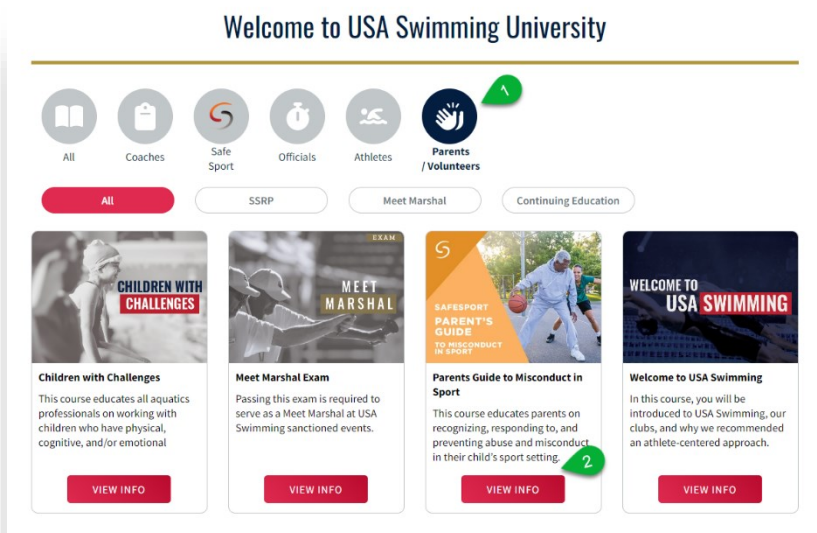 Welcome to USA Swimming University
1
All
Coaches
Safe
Sport
Officials
Athletes
Parents
/ Volunteers
All
SSRP
Meet Marshal
Continuing Education
CHILDREN WITH
CHALLENGES
Children with Challenges
This course educates all aquatics
professionals on working with
children who have physical,
cognitive, and/or emotional
VIEW INFO
EXAM
MEET
MARSHAL
Meet Marshal Exam
Passing this exam is required to
serve as a Meet Marshal at USA
Swimming sanctioned events.
VIEW INFO
SAFESPORT
PARENT'S
GUIDE
TO MISCONDUCT
IN SPORT
Parents Guide to Misconduct in
Sport
This course educates parents on
recognizing, responding to, and
preventing abuse and misconduct
in their child's sport setting.
2
VIEW INFO
WELCOME TO
USA SWIMMING
Welcome to USA Swimming
In this course, you will be
introduced to USA Swimming, our
clubs, and why we recommended
an athlete-centered approach.
VIEW INFO